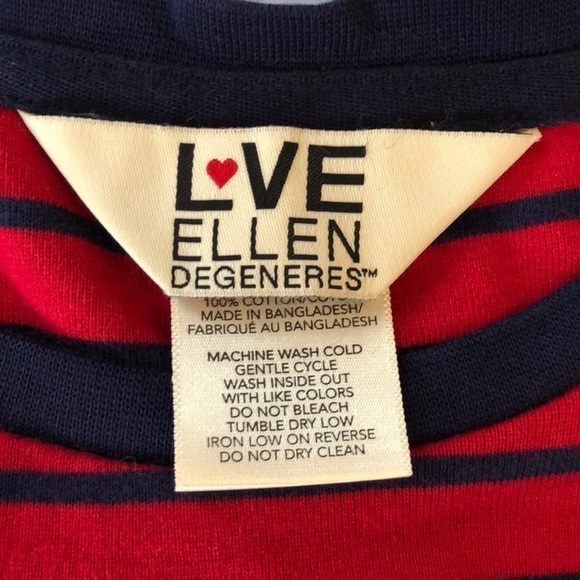 L♥VE
ELLEN
DEGENERES™
100% COTTON/
MADE IN BANGLADESH/
FABRIQUÉ AU BANGLADESH
MACHINE WASH COLD
GENTLE CYCLE
WASH INSIDE OUT
WITH LIKE COLORS
DO NOT BLEACH
TUMBLE DRY LOW
IRON LOW ON REVERSE
DO NOT DRY CLEAN